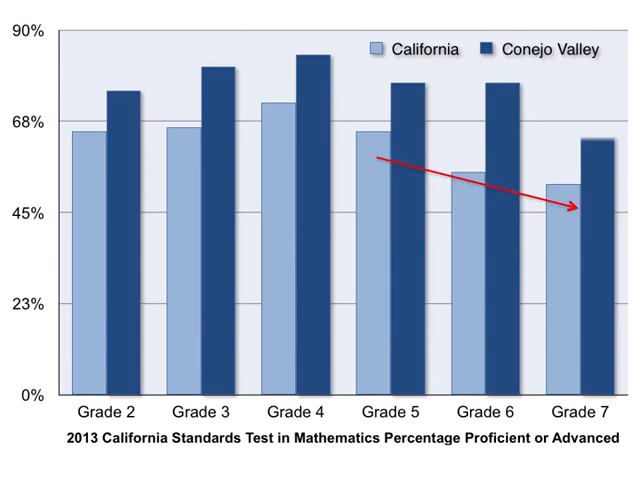 90%
California
Conejo Valley
68%
45%
23%
0%
Grade 2
Grade 3
Grade 4
Grade 5
Grade 6
Grade 7
2013 California Standards Test in Mathematics Percentage Proficient or Advanced